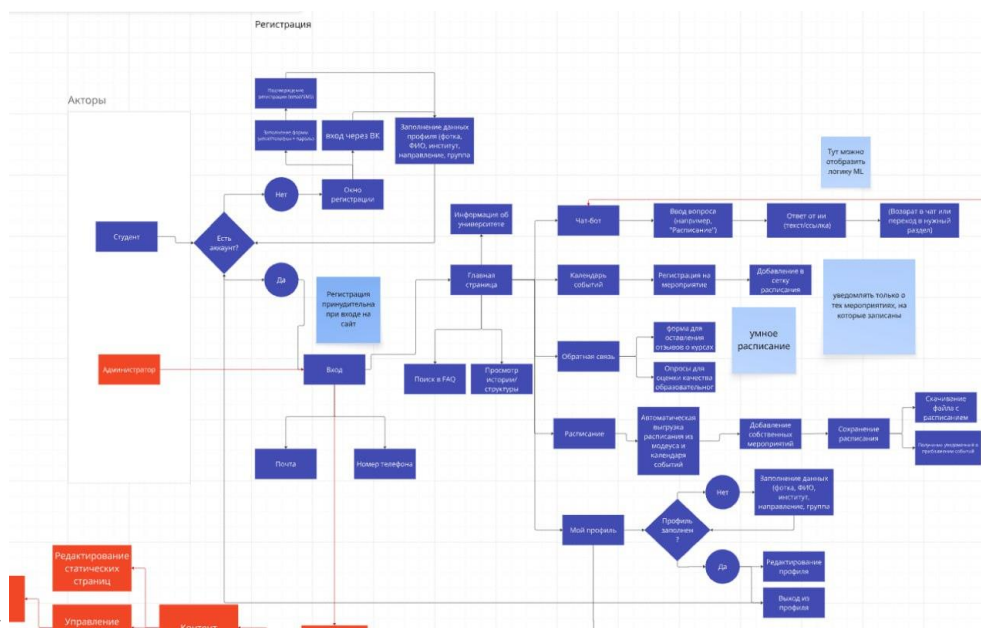 Регистрация
Акторы
Подтверждение
регистрации (email/SMS)
Заполнение формы
(email/телефон + пароль)
вход через ВК
Заполнение данных
профиля (фотка,
ФИО, институт,
направление, группа
Нет
Окно
регистрации
Студент
Есть
аккаунт?
Да
Регистрация
принудительна
при входе на
сайт
Администратор
Вход
Почта
Номер телефона
Информация об
университете
Главная
страница
Поиск в FAQ
Просмотр
истории/
структуры
Тут можно
отобразить
логику ML
Чат-бот
Ввод вопроса
(например,
"Расписание")
Ответ от ии
(текст/ссылка)
(Возврат в чат или
переход в нужный
раздел)
Календарь
событий
Регистрация на
мероприятие
Добавление в
сетку
расписания
уведомлять только о
тех мероприятиях, на
которые записаны
умное
расписание
Обратная связь
форма для
оставления
отзывов о курсах
Опросы для
оценки качества
образовательног
Расписание
Автоматическая
выгрузка
расписания из
модеуса и
календаря
событий
Добавление
собственных
мероприятий
Сохранение
расписания
Скачивание
файла с
расписанием
Мой профиль
Профиль
заполнен
?
Нет
Заполнение данных
(фотка, ФИО,
институт,
направление, группа
Да
Редактирование
профиля
Выход из
профиля
Редактирование
статических
страниц
Управление
Контент